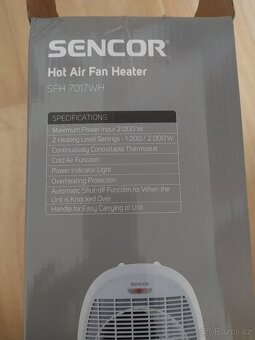 SENCOR
Hot Air Fan Heater
SFH 7017WH
SPECIFICATIONS
Maximum Power Input 2 000 W
2 Heating Level Settings - 1 200 / 2 000 W
Continuously Controllable Thermostat
Cold Air Function
Power Indicator Light
Overheating Protection
Automatic Shut-off Function for When the
Unit is Knocked Over
Handle for Easy Carrying of Unit
SENCOR
Bazos.cz